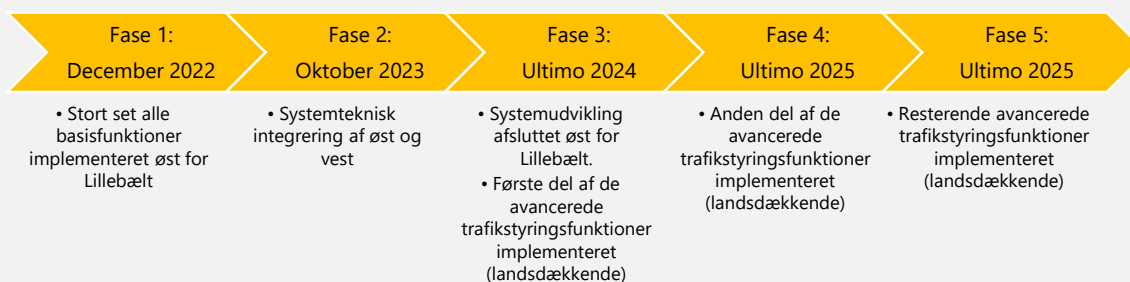 Fase 1:
December 2022
• Stort set alle
basisfunktioner
implementeret øst for
Lillebælt
Fase 2:
Oktober 2023
• Systemteknisk
integrering af øst og
vest
Fase 3:
Ultimo 2024
• Systemudvikling
afsluttet øst for
Lillebælt.
• Første del af de
avancerede
trafikstyringsfunktioner
implementeret
(landsdækkende)
Fase 4:
Ultimo 2025
• Anden del af de
avancerede
trafikstyringsfunktioner
implementeret
(landsdækkende)
Fase 5:
Ultimo 2025
• Resterende avancerede
trafikstyringsfunktioner
implementeret
(landsdækkende)